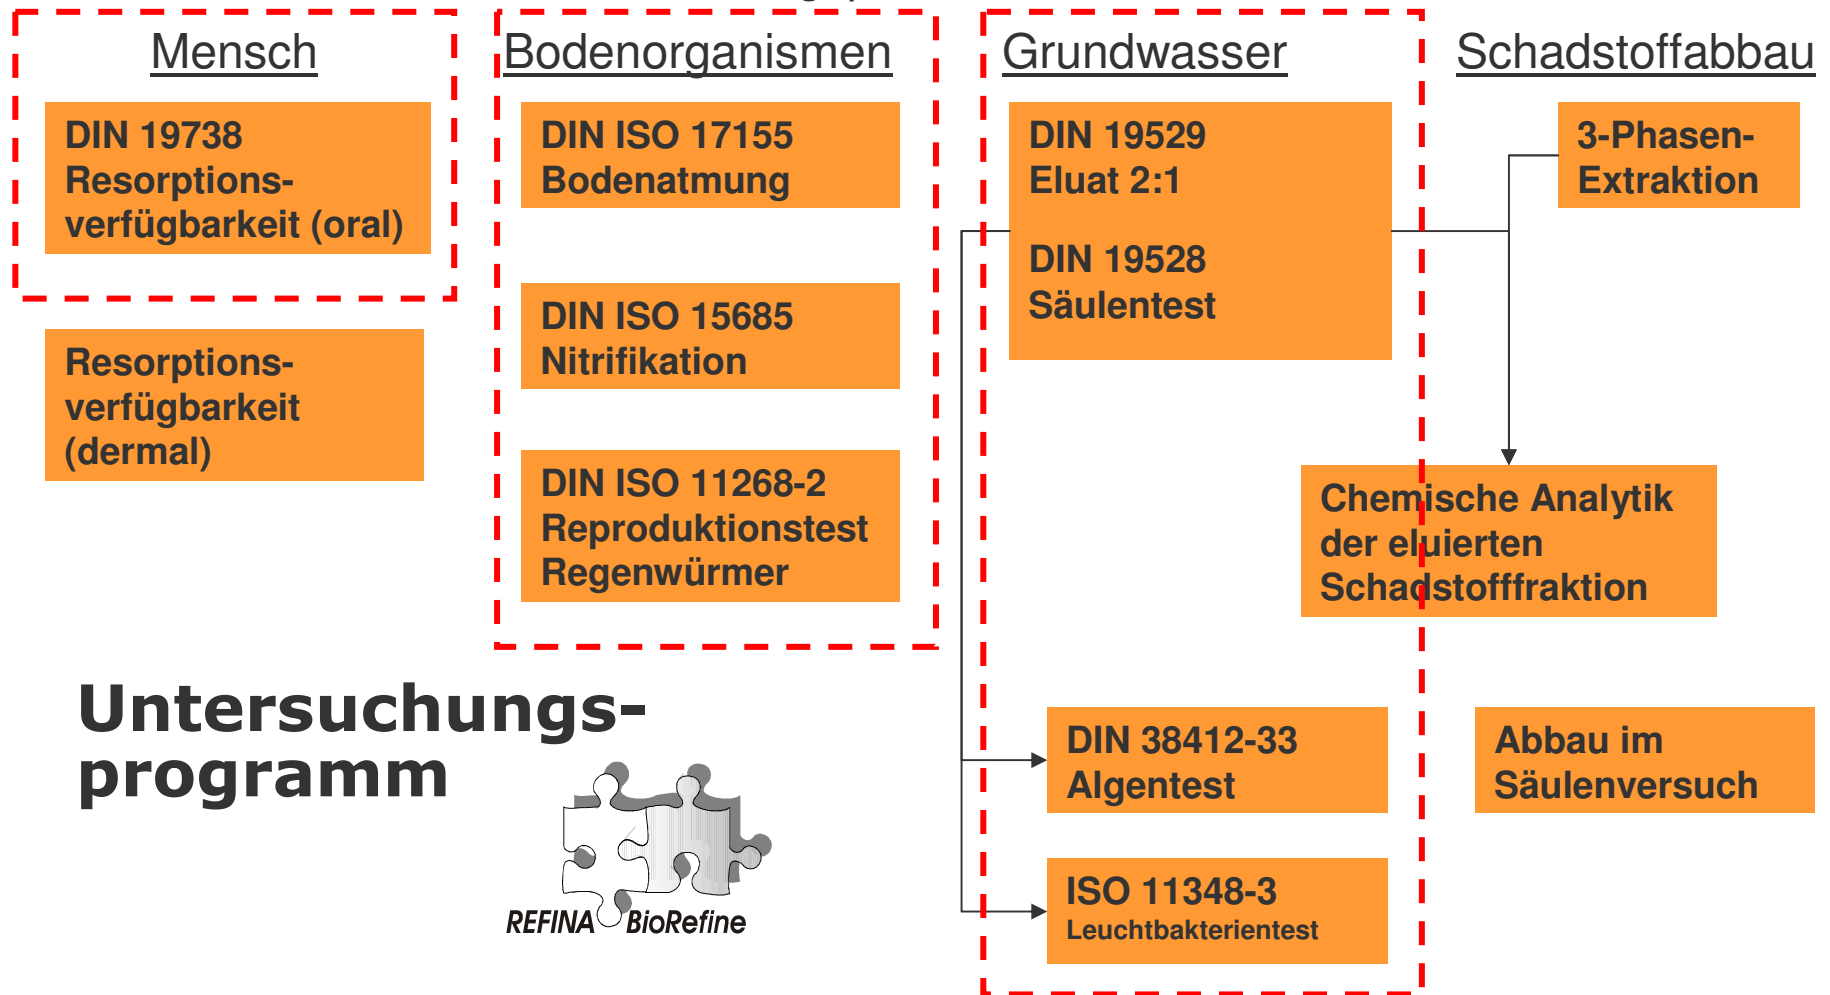 Mensch
DIN 19738
Resorptions-
verfügbarkeit (oral)
Resorptions-
verfügbarkeit
(dermal)
Bodenorganismen
DIN ISO 17155
Bodenatmung
DIN ISO 15685
Nitrifikation
DIN ISO 11268-2
Reproduktionstest
Regenwürmer
Grundwasser
DIN 19529
Eluat 2:1
DIN 19528
Säulentest
Schadstoffabbau
3-Phasen-
Extraktion
Chemische Analytik
der eluierten
Schadstofffraktion
DIN 38412-33
Algentest
ISO 11348-3
Leuchtbakterientest
Abbau im
Säulenversuch
Untersuchungs-
programm
REFINA BioRefine